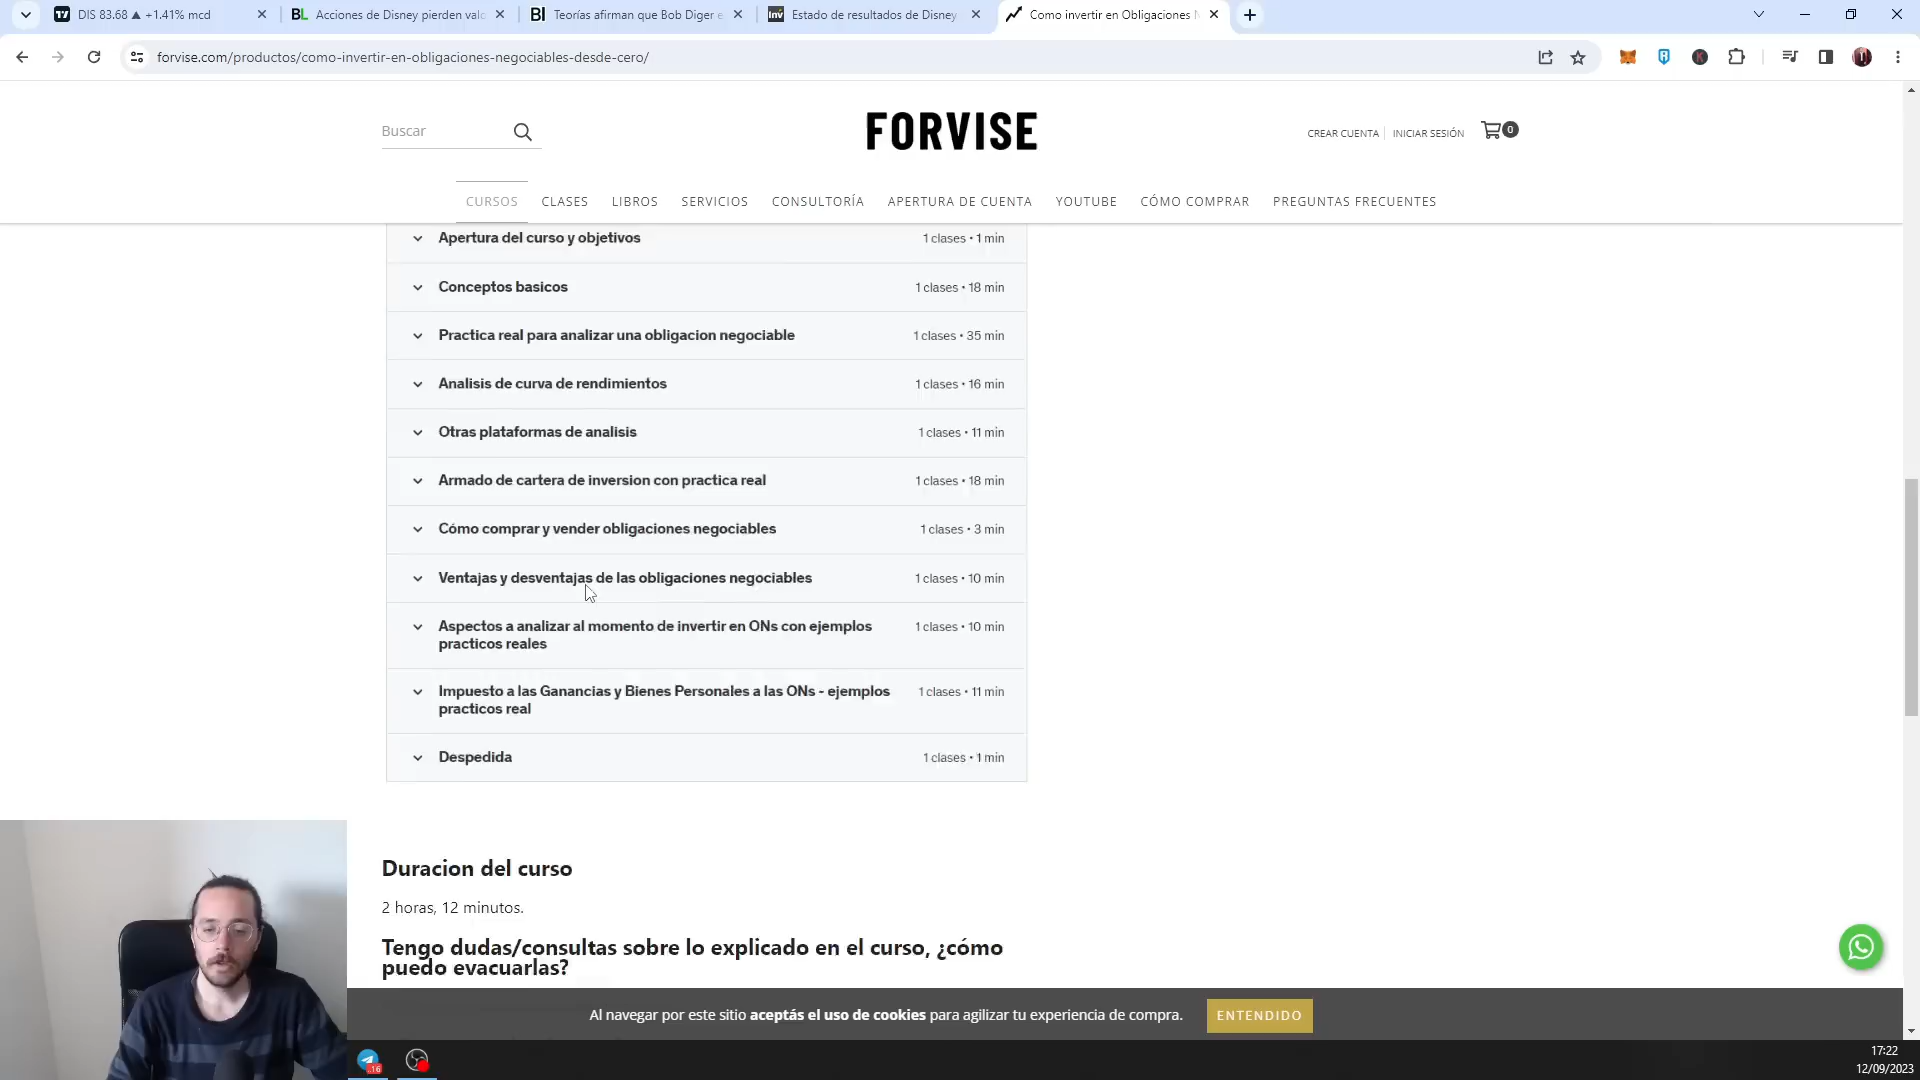 DIS 83.68 ▲ +1.41% mcd
Acciones de Disney pierden valo
Teorías afirman que Bob Diger e
Estado de resultados de Disney
Como invertir en Obligaciones N
forvise.com/productos/como-invertir-en-obligaciones-negociables-desde-cero/
Buscar
FORVISE
CREAR CUENTA
INICIAR SESIÓN
0
CURSOS
CLASES
LIBROS
SERVICIOS
CONSULTORÍA
APERTURA DE CUENTA
YOUTUBE
CÓMO COMPRAR
PREGUNTAS FRECUENTES
Apertura del curso y objetivos 1 clases • 1 min
Conceptos basicos 1 clases • 18 min
Practica real para analizar una obligacion negociable 1 clases • 35 min
Analisis de curva de rendimientos 1 clases • 16 min
Otras plataformas de analisis 1 clases • 11 min
Armado de cartera de inversion con practica real 1 clases • 18 min
Cómo comprar y vender obligaciones negociables 1 clases • 3 min
Ventajas y desventajas de las obligaciones negociables 1 clases • 10 min
Aspectos a analizar al momento de invertir en ONs con ejemplos 1 clases • 10 min
practicos reales
Impuesto a las Ganancias y Bienes Personales a las ONs - ejemplos 1 clases • 11 min
practicos real
Despedida 1 clases • 1 min
Duracion del curso
2 horas, 12 minutos.
Tengo dudas/consultas sobre lo explicado en el curso, ¿cómo
puedo evacuarlas?
Al navegar por este sitio aceptás el uso de cookies para agilizar tu experiencia de compra.
ENTENDIDO
17:22
12/09/2023